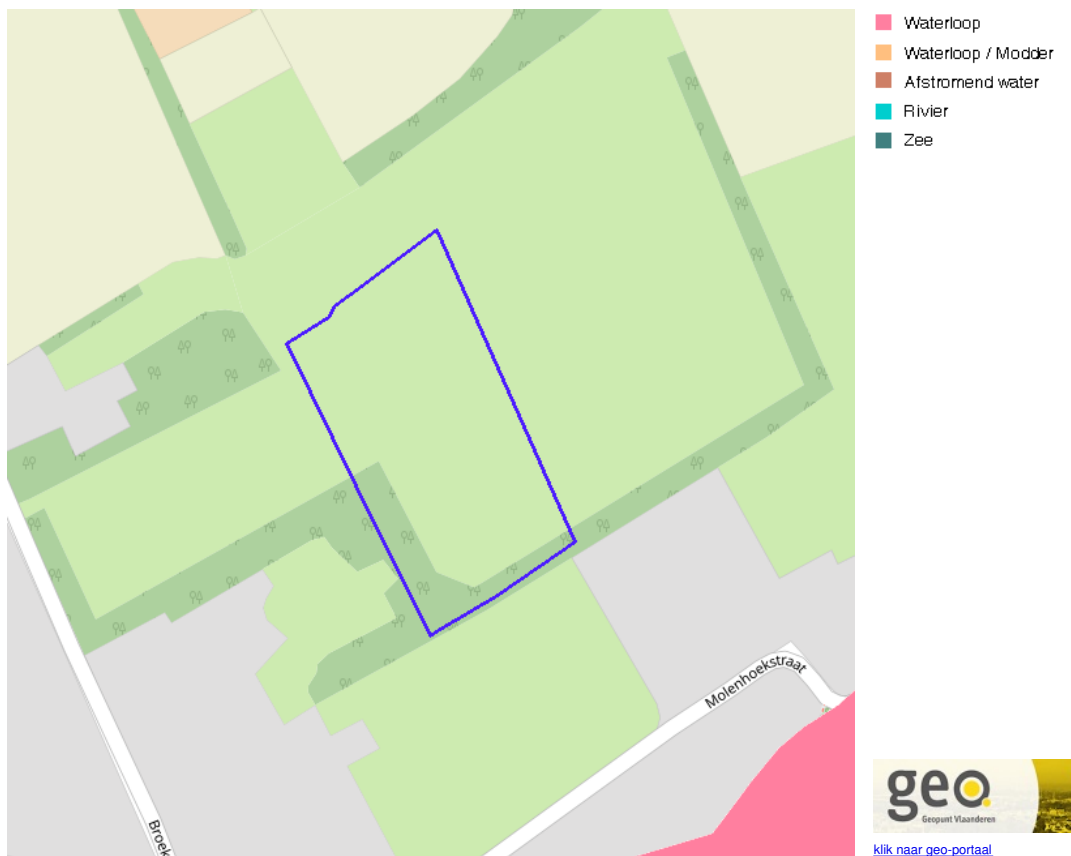 Waterloop
Waterloop / Modder
Afstromend water
Rivier
Zee
Molenhoekstraat
Broek
geo.
Geopunt Vlaanderen
klik naar geo-portaal